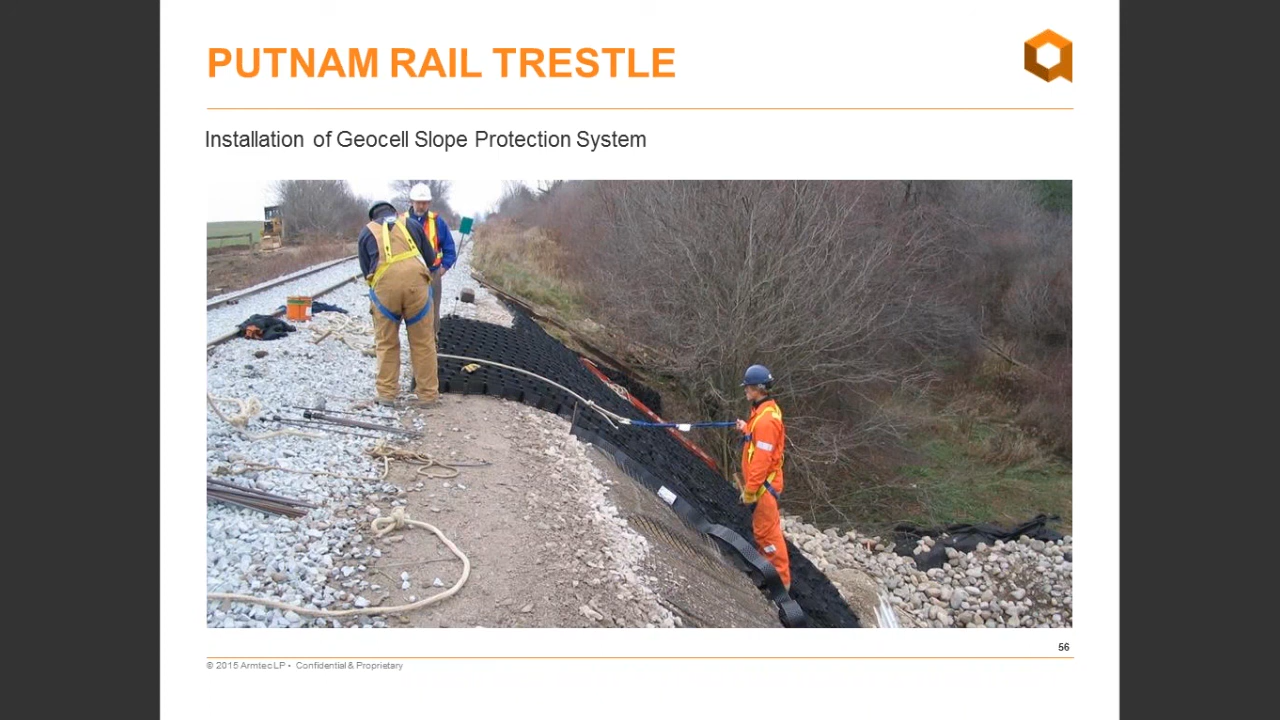 PUTNAM RAIL TRESTLE
Installation of Geocell Slope Protection System
56
© 2015 Armtec LP • Confidential & Proprietary